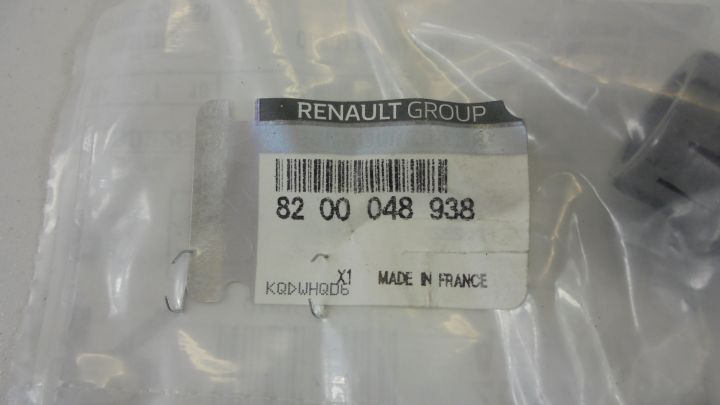 RENAULT GROUP
82 00 048 938
X1 MADE IN FRANCE
KQDWHQD6